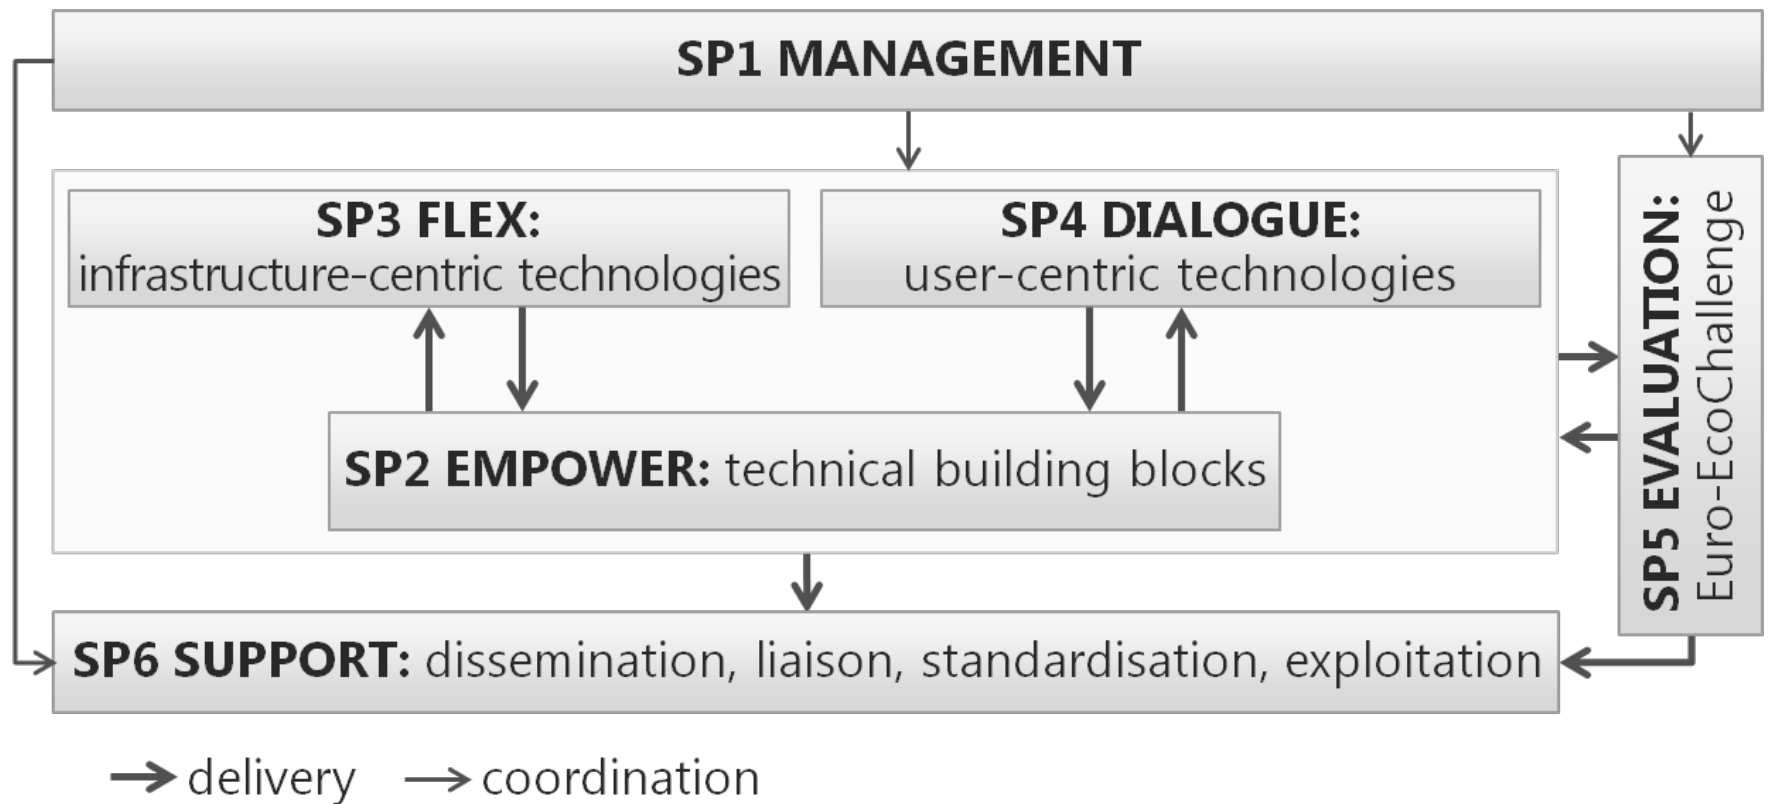 SP1 MANAGEMENT
SP3 FLEX:
infrastructure-centric technologies
SP4 DIALOGUE:
user-centric technologies
SP2 EMPOWER: technical building blocks
SP5 EVALUATION:
Euro-EcoChallenge
SP6 SUPPORT: dissemination, liaison, standardisation, exploitation
delivery
coordination